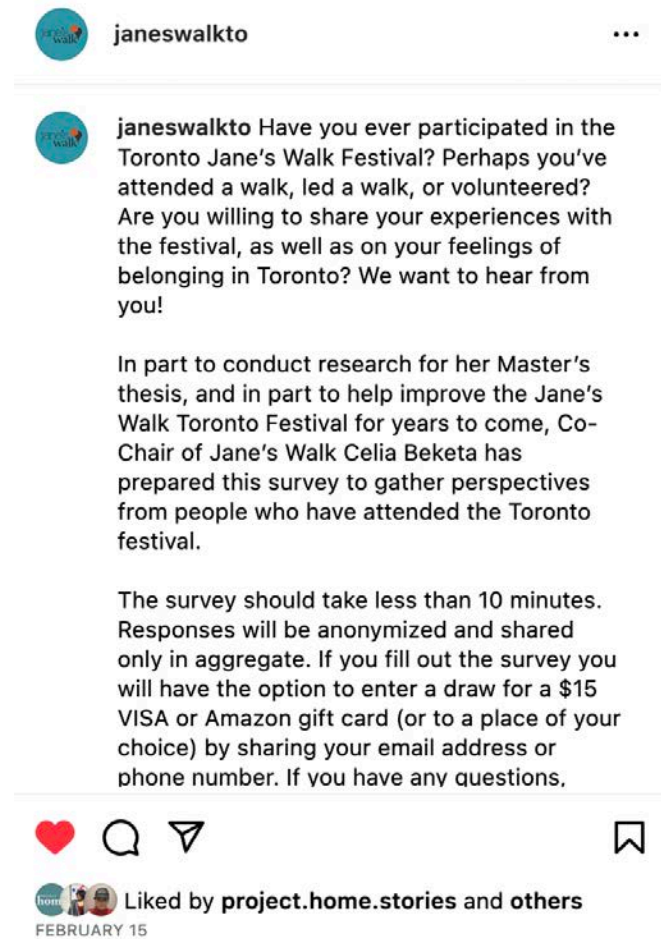 janeswalkto
janeswalkto Have you ever participated in the
Toronto Jane's Walk Festival? Perhaps you've
attended a walk, led a walk, or volunteered?
Are you willing to share your experiences with
the festival, as well as on your feelings of
belonging in Toronto? We want to hear from
you!
In part to conduct research for her Master's
thesis, and in part to help improve the Jane's
Walk Toronto Festival for years to come, Co-
Chair of Jane's Walk Celia Beketa has
prepared this survey to gather perspectives
from people who have attended the Toronto
festival.
The survey should take less than 10 minutes.
Responses will be anonymized and shared
only in aggregate. If you fill out the survey you
will have the option to enter a draw for a $15
VISA or Amazon gift card (or to a place of your
choice) by sharing your email address or
phone number. If you have any questions,
Liked by project.home.stories and others
FEBRUARY 15